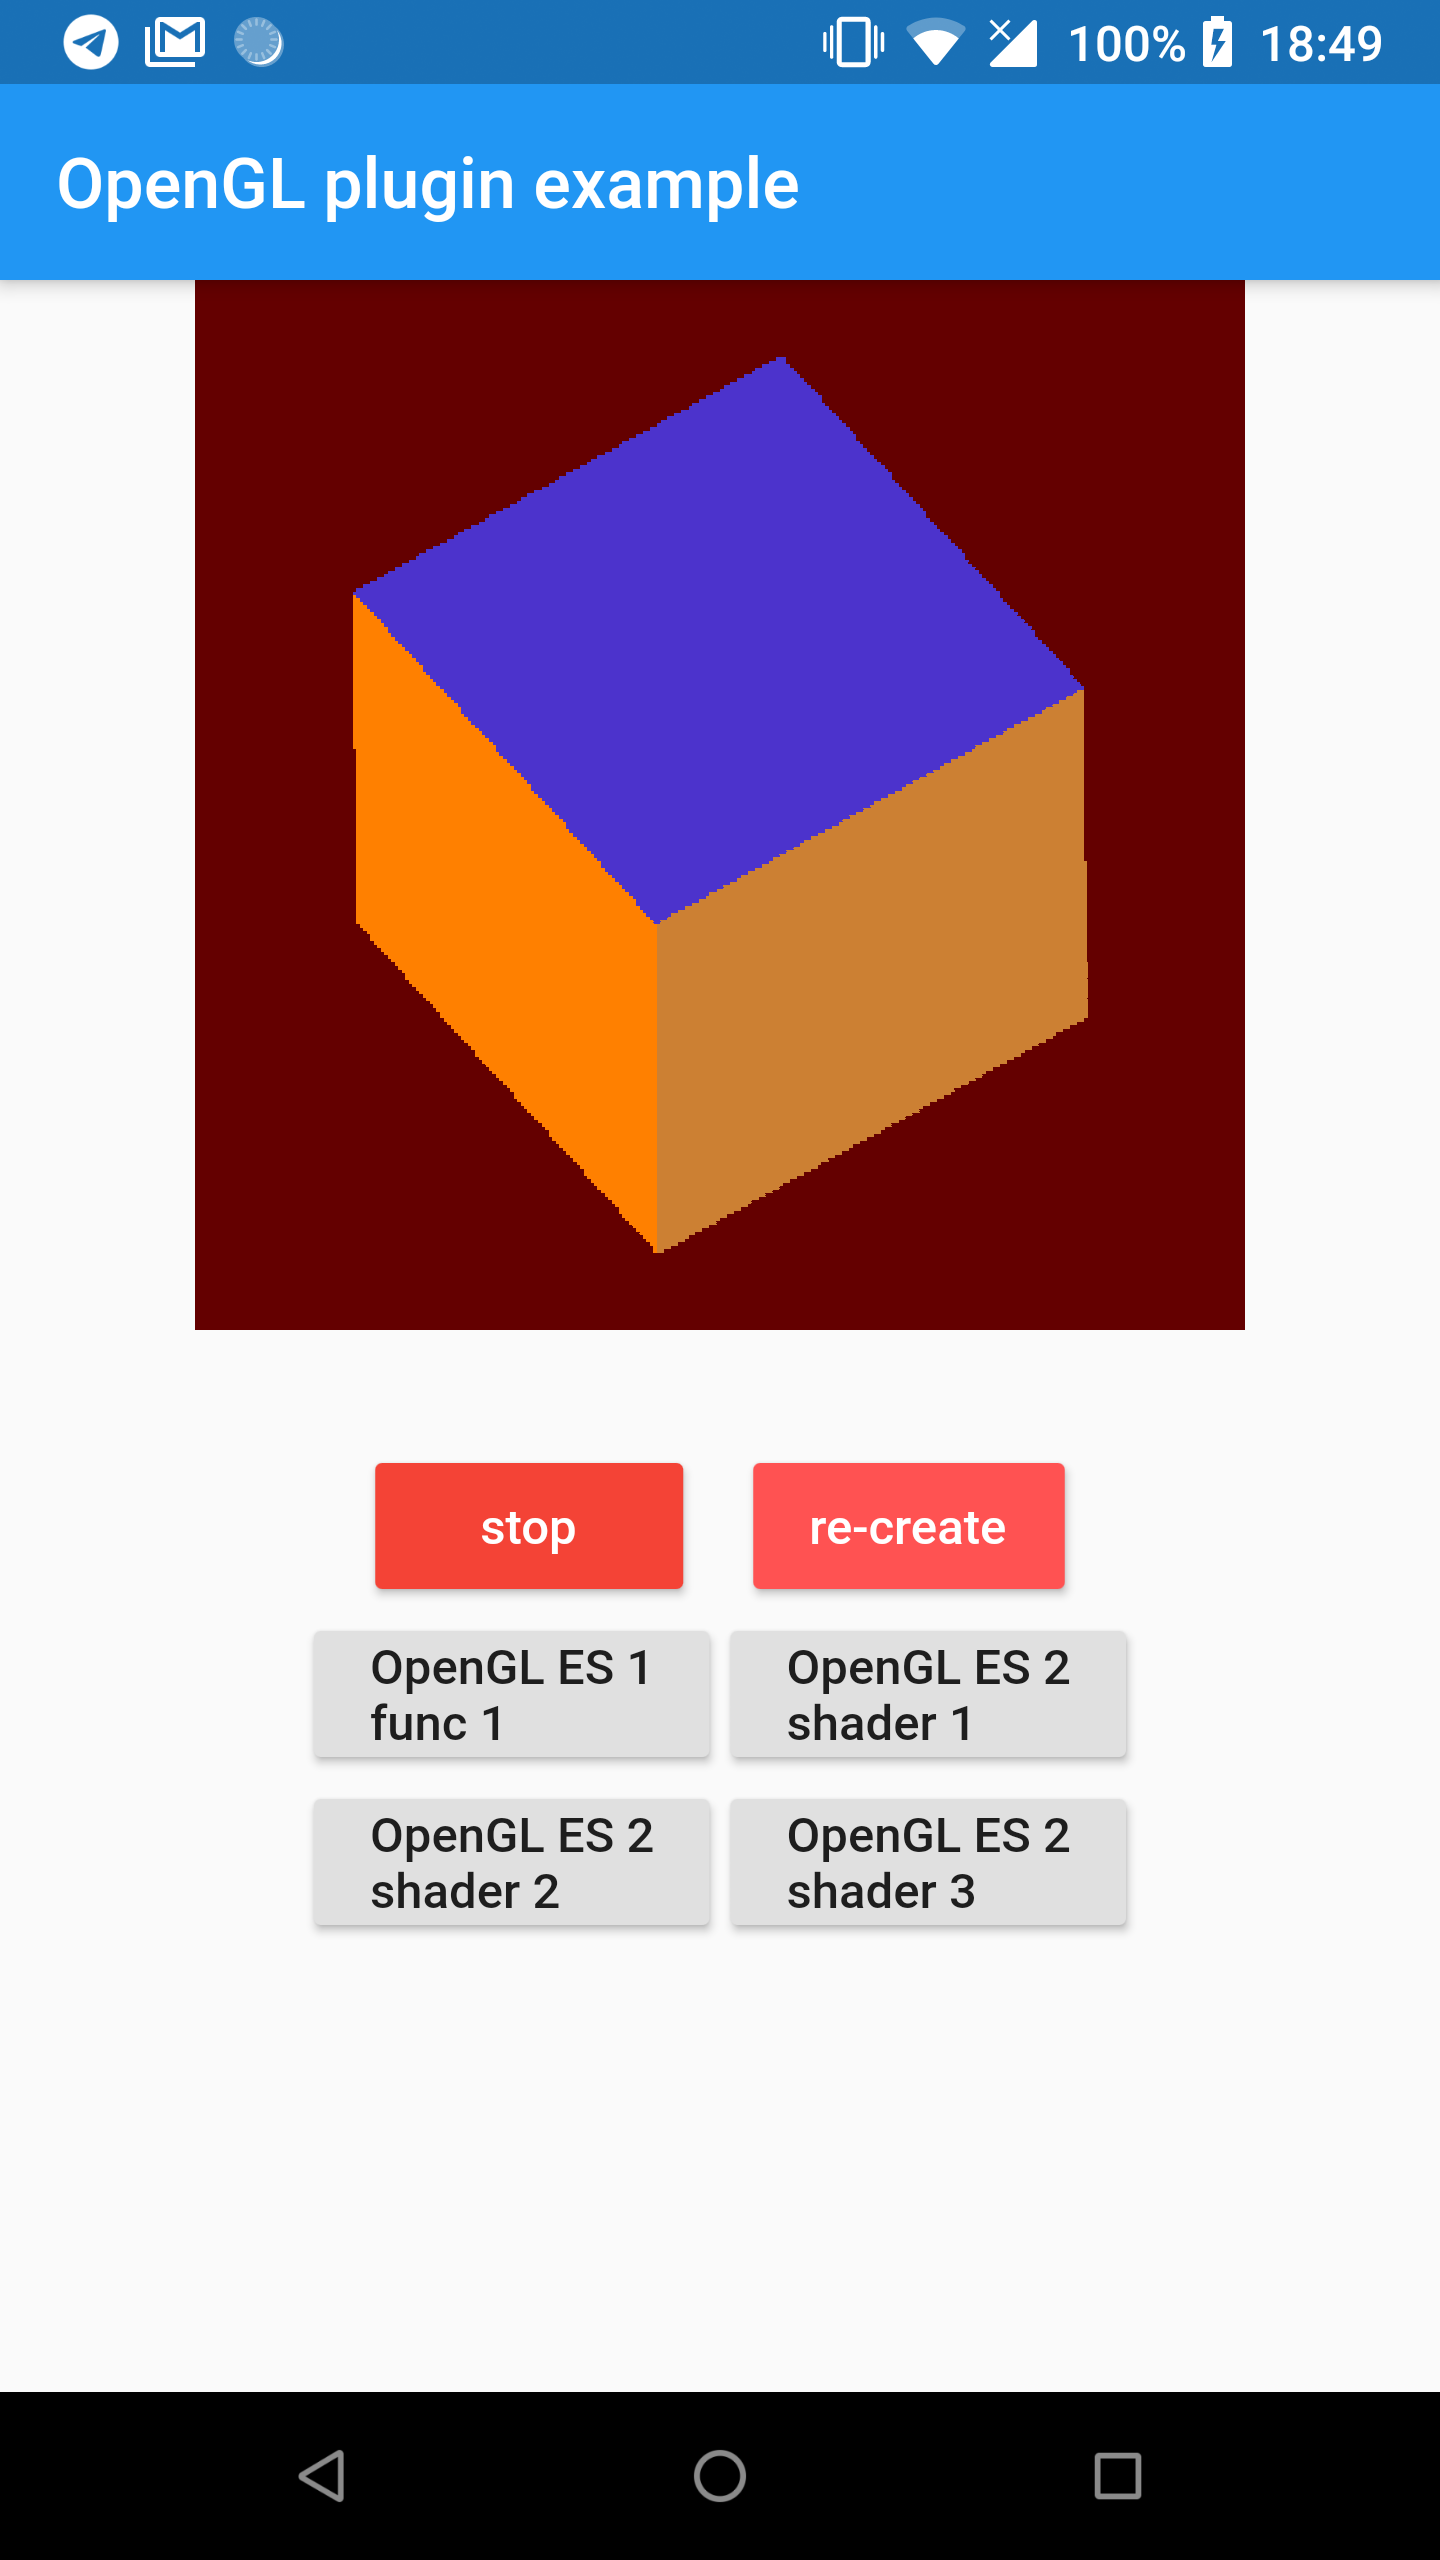 100% 18:49
OpenGL plugin example
stop
re-create
OpenGL ES 1
func 1
OpenGL ES 2
shader 1
OpenGL ES 2
shader 2
OpenGL ES 2
shader 3